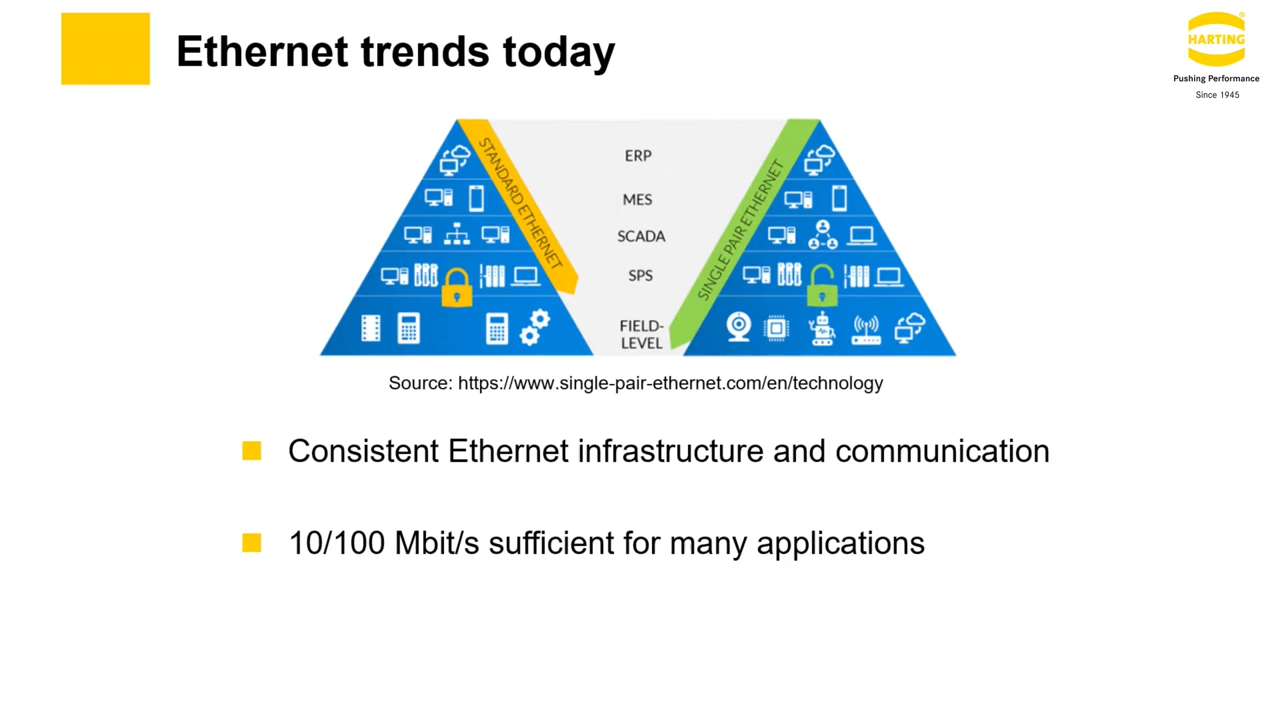 Ethernet trends today
HARTING
Pushing Performance
Since 1945
STANDARD ETHERNET
ERP
MES
SCADA
SPS
FIELD-
LEVEL
SINGLE PAIR ETHERNET
Source: https://www.single-pair-ethernet.com/en/technology
Consistent Ethernet infrastructure and communication
10/100 Mbit/s sufficient for many applications